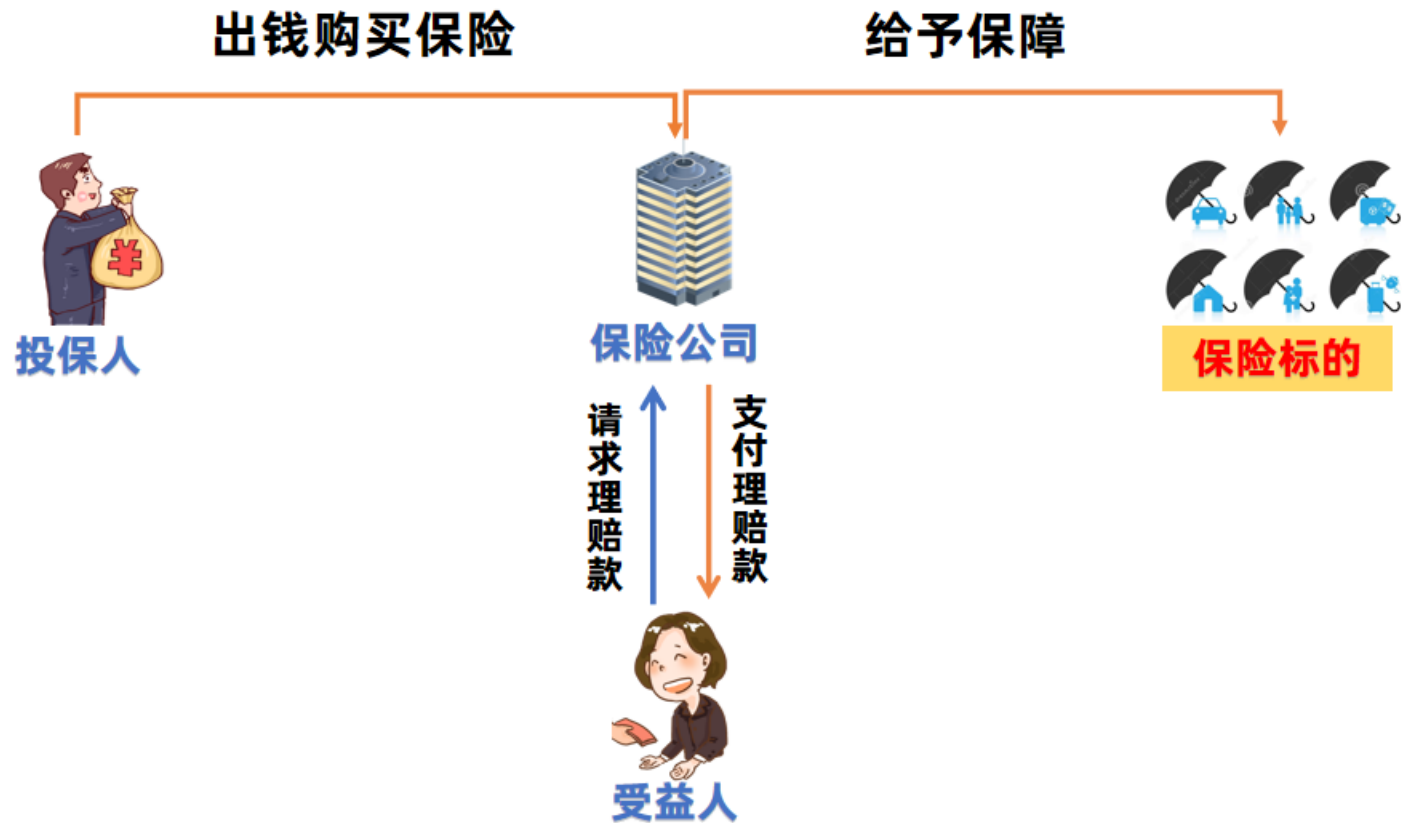 出钱购买保险
给予保障
投保人
保险公司
保险标的
请求理赔款
支付理赔款
受益人